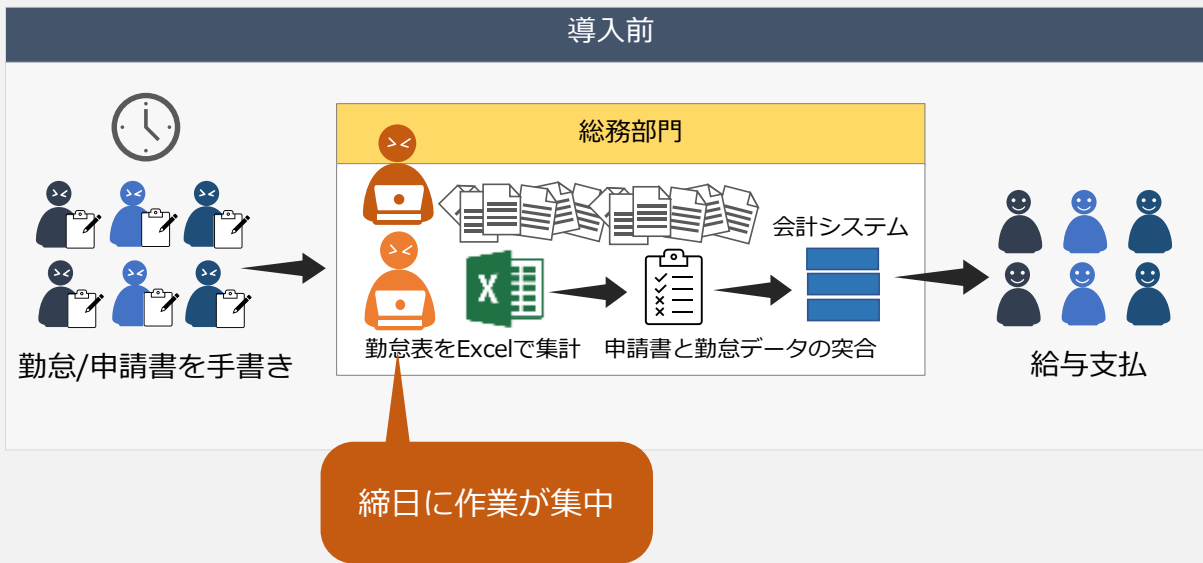 導入前
総務部門
会計システム
X
勤怠表をExcelで集計
申請書と勤怠データの突合
勤怠/申請書を手書き
給与支払
締日に作業が集中